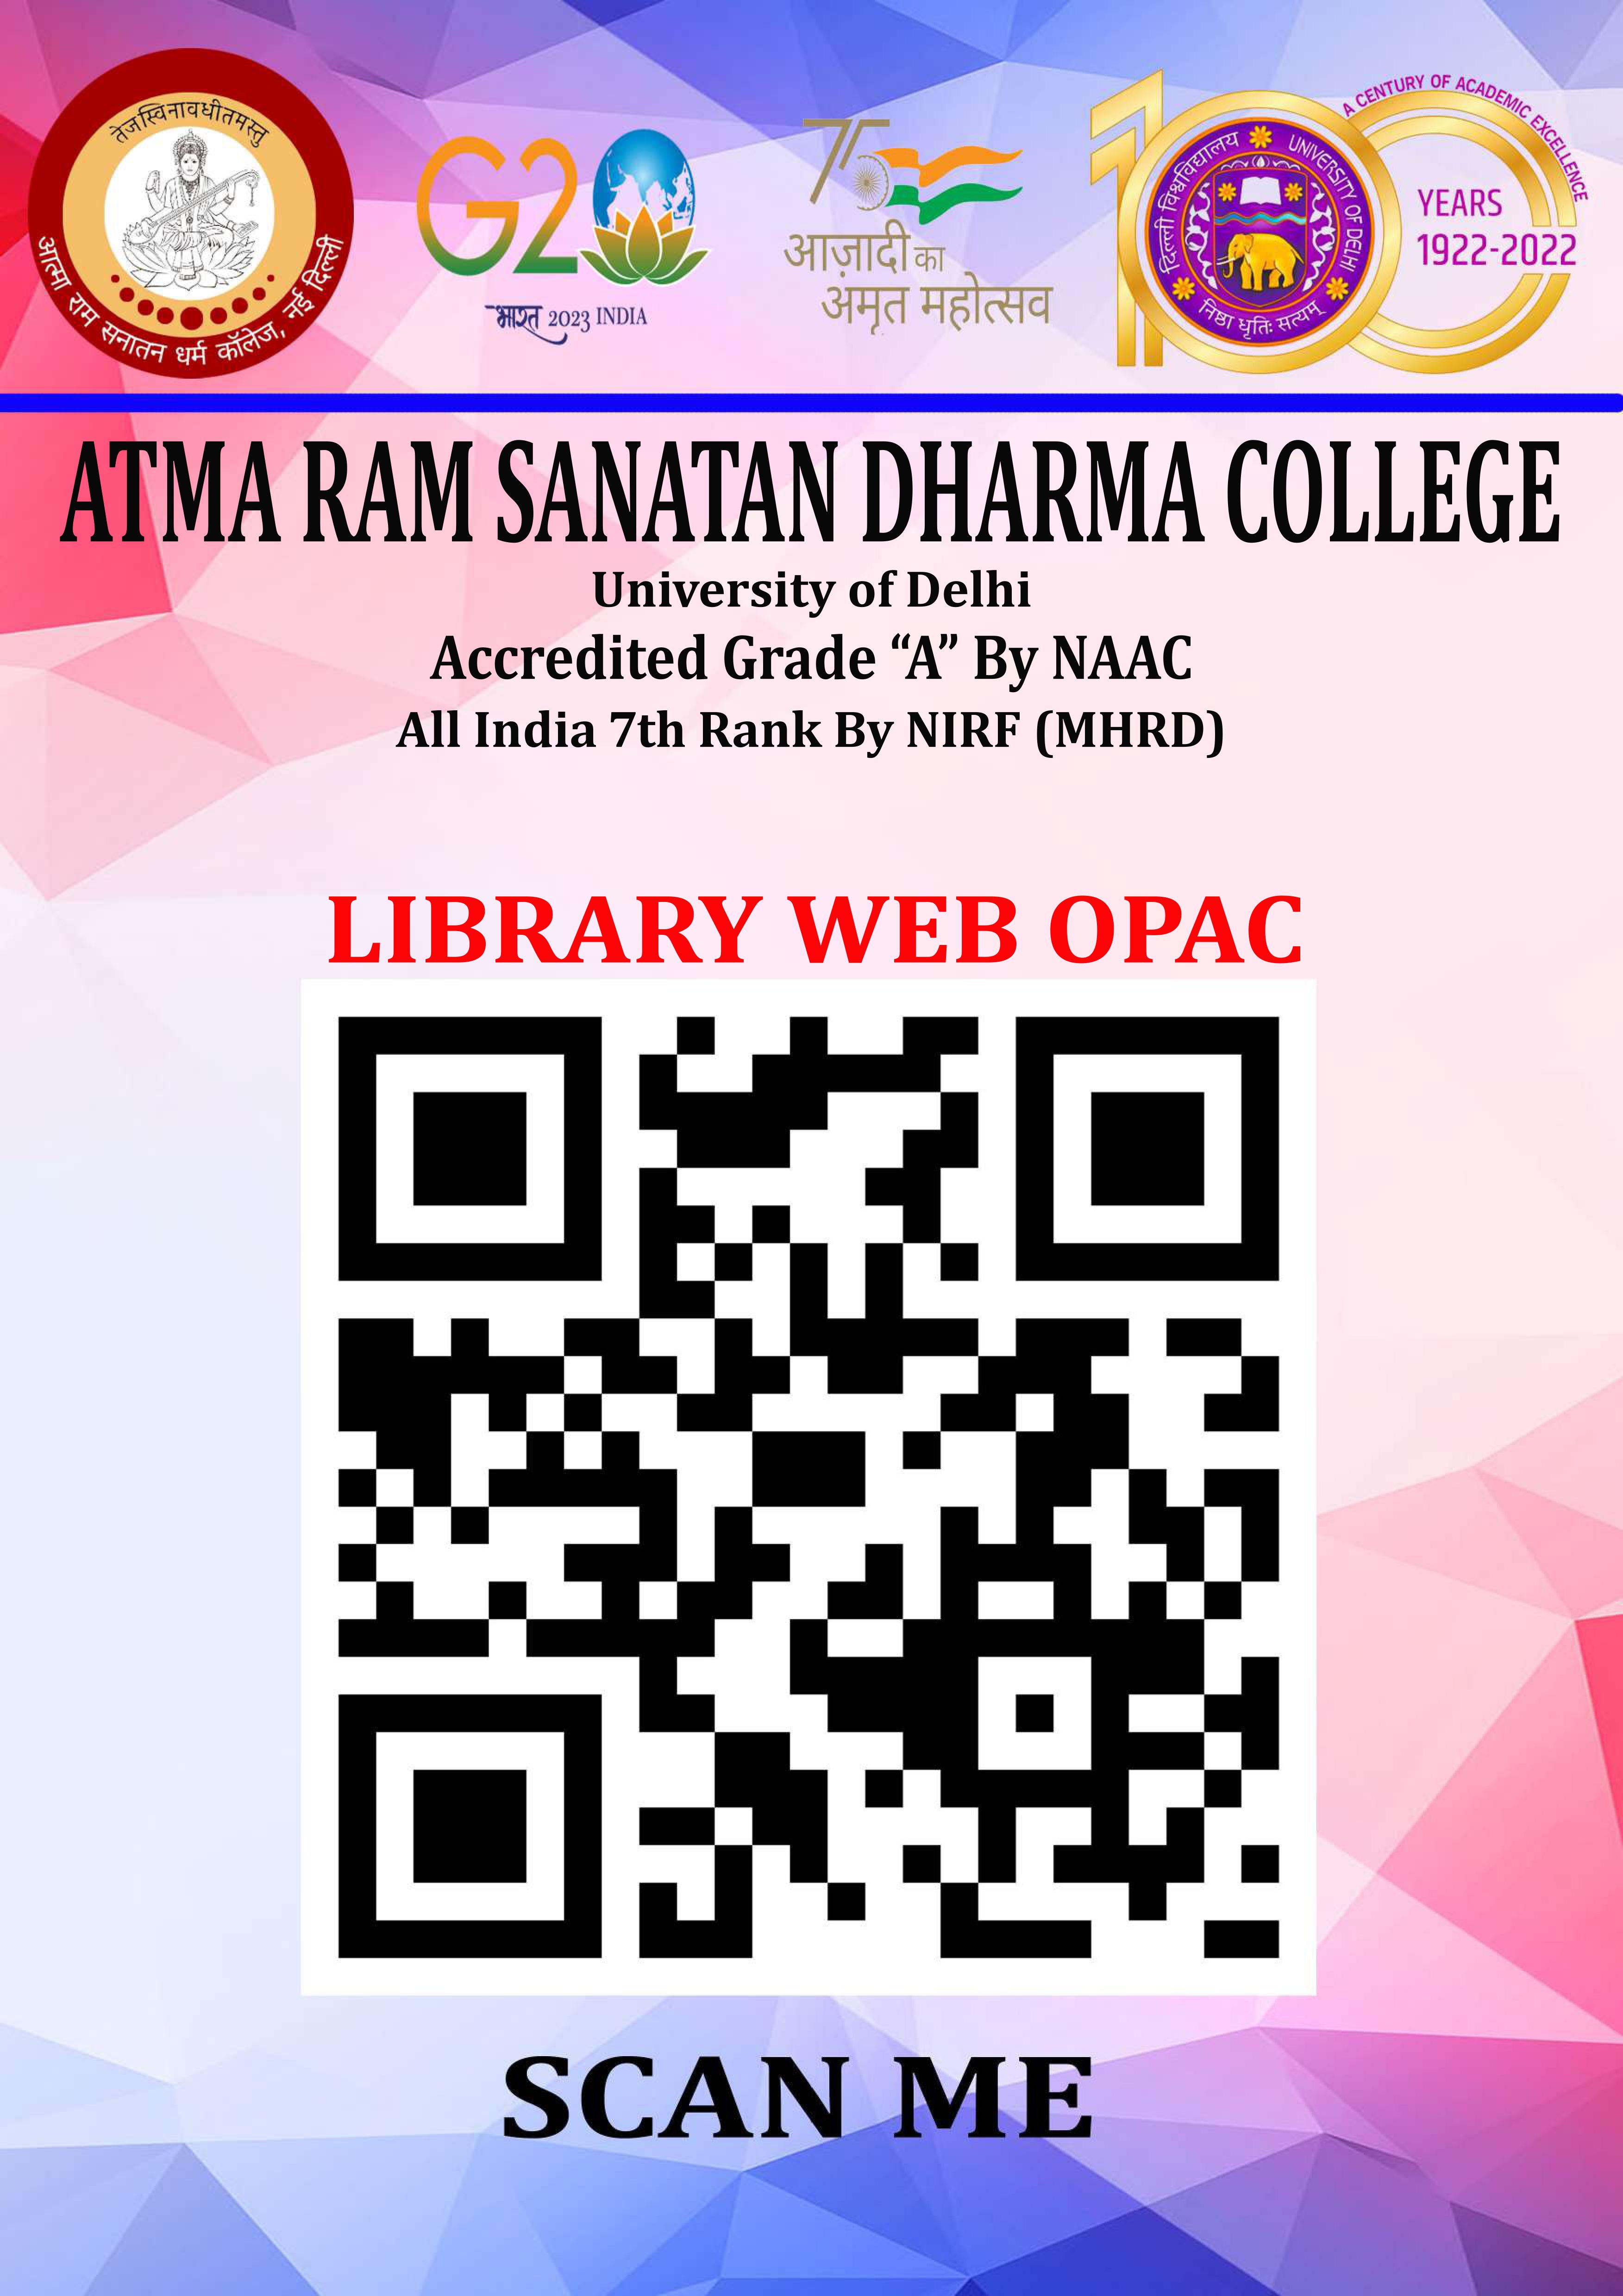 तेजस्विनावधीतमस्तु
आत्मा राम सनातन धर्म कॉलेज, नई दिल्ली
G20
भारत 2023 INDIA
75
आज़ादी का
अमृत महोत्सव
100
A CENTURY OF ACADEMIC EXCELLENCE
दिल्ली विश्वविद्यालय
UNIVERSITY OF DELHI
निष्ठा धृतिः सत्यम्
YEARS
1922-2022
ATMA RAM SANATAN DHARMA COLLEGE
University of Delhi
Accredited Grade “A” By NAAC
All India 7th Rank By NIRF (MHRD)
LIBRARY WEB OPAC
SCAN ME